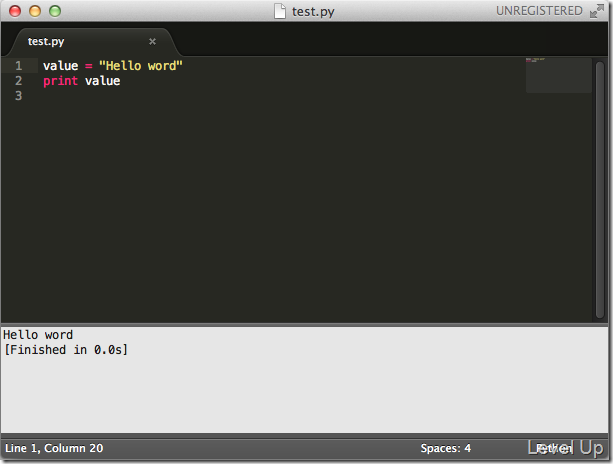 test.py
UNREGISTERED
test.py ×
1 value = "Hello word"
2 print value
3
Hello word
[Finished in 0.0s]
Line 1, Column 20
Spaces: 4
Python
Level Up